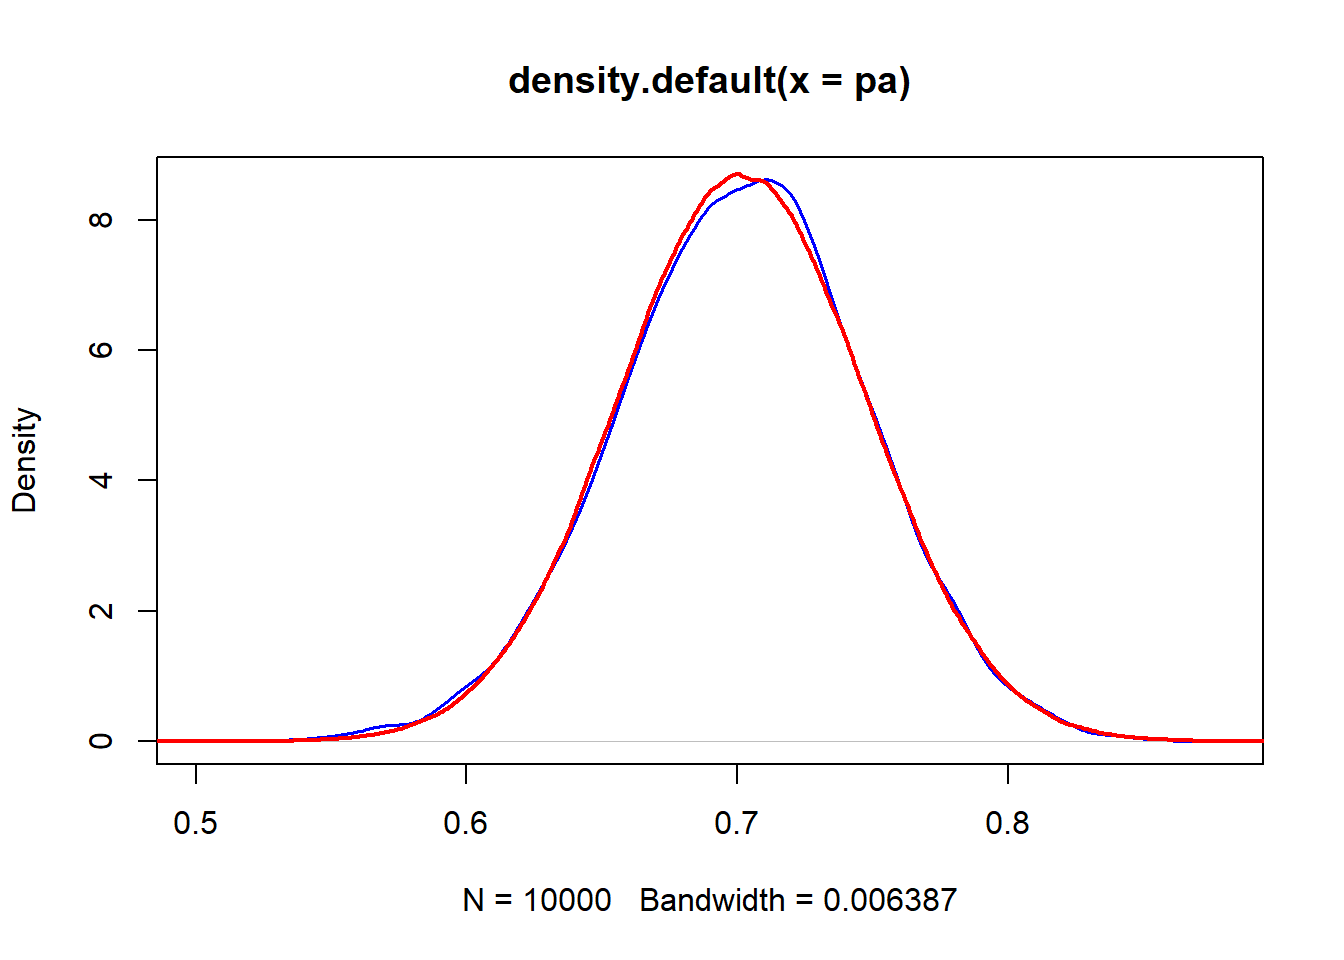 density.default(x = pa)
Density
0
2
4
6
8
0.5 0.6 0.7 0.8
N = 10000 Bandwidth = 0.006387